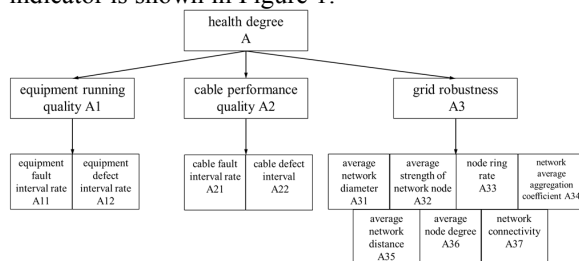 indicator is shown in Figure 1.
health degree
A
equipment running
quality A1
cable performance
quality A2
grid robustness
A3
equipment
fault
interval rate
A11
equipment
defect
interval rate
A12
cable fault
interval rate
A21
cable defect
interval
A22
average
network
diameter
A31
average
strength of
network node
A32
node ring
rate
A33
network
average
aggregation
coefficient A34
average
network
distance
A35
average
node degree
A36
network
connectivity
A37